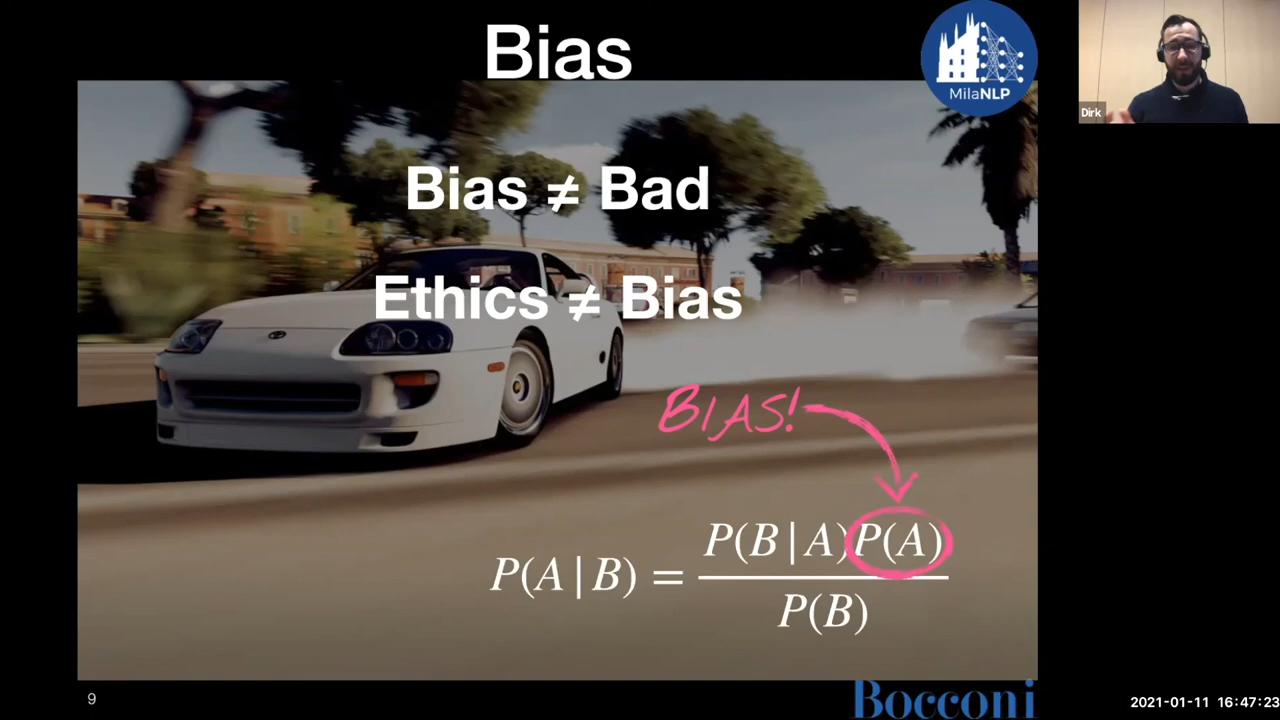 Bias
MilaNLP
Dirk
Bias ≠ Bad
Ethics ≠ Bias
BIAS!
P(A|B) = P(B|A)P(A)
P(B)
9
Bocconi
2021-01-11 16:47:23